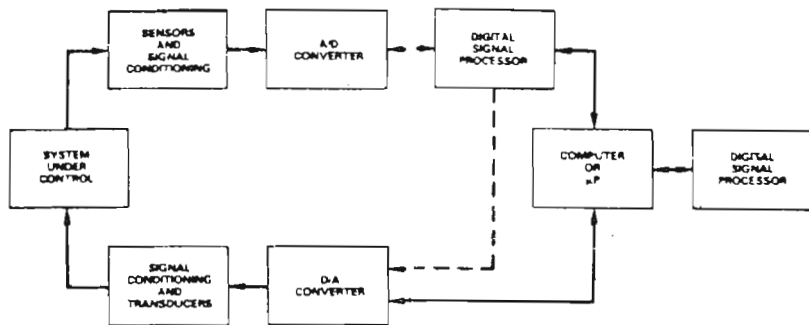 SENSORS
AND
SIGNAL
CONDITIONING
A/D
CONVERTER
DIGITAL
SIGNAL
PROCESSOR
SYSTEM
UNDER
CONTROL
COMPUTER
OR
μP
DIGITAL
SIGNAL
PROCESSOR
SIGNAL
CONDITIONING
AND
TRANSDUCERS
D/A
CONVERTER